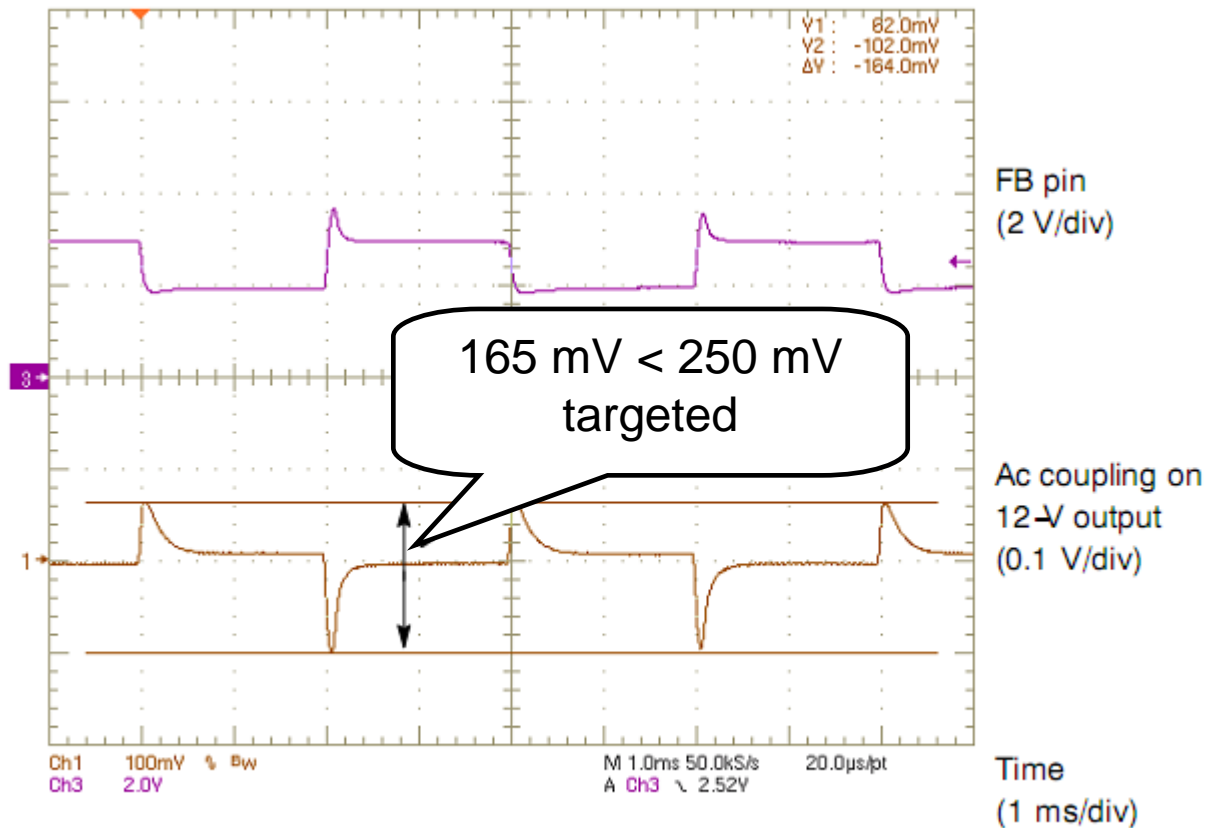 V1 : 62.0mV
V2 : -102.0mV
ΔV : -164.0mV
FB pin
(2 V/div)
165 mV < 250 mV
targeted
3
Ac coupling on
12-V output
(0.1 V/div)
1
Ch1 100mV % BW
Ch3 2.0V
M 1.0ms 50.0kS/s 20.0µs/pt
A Ch3 \ 2.52V
Time
(1 ms/div)